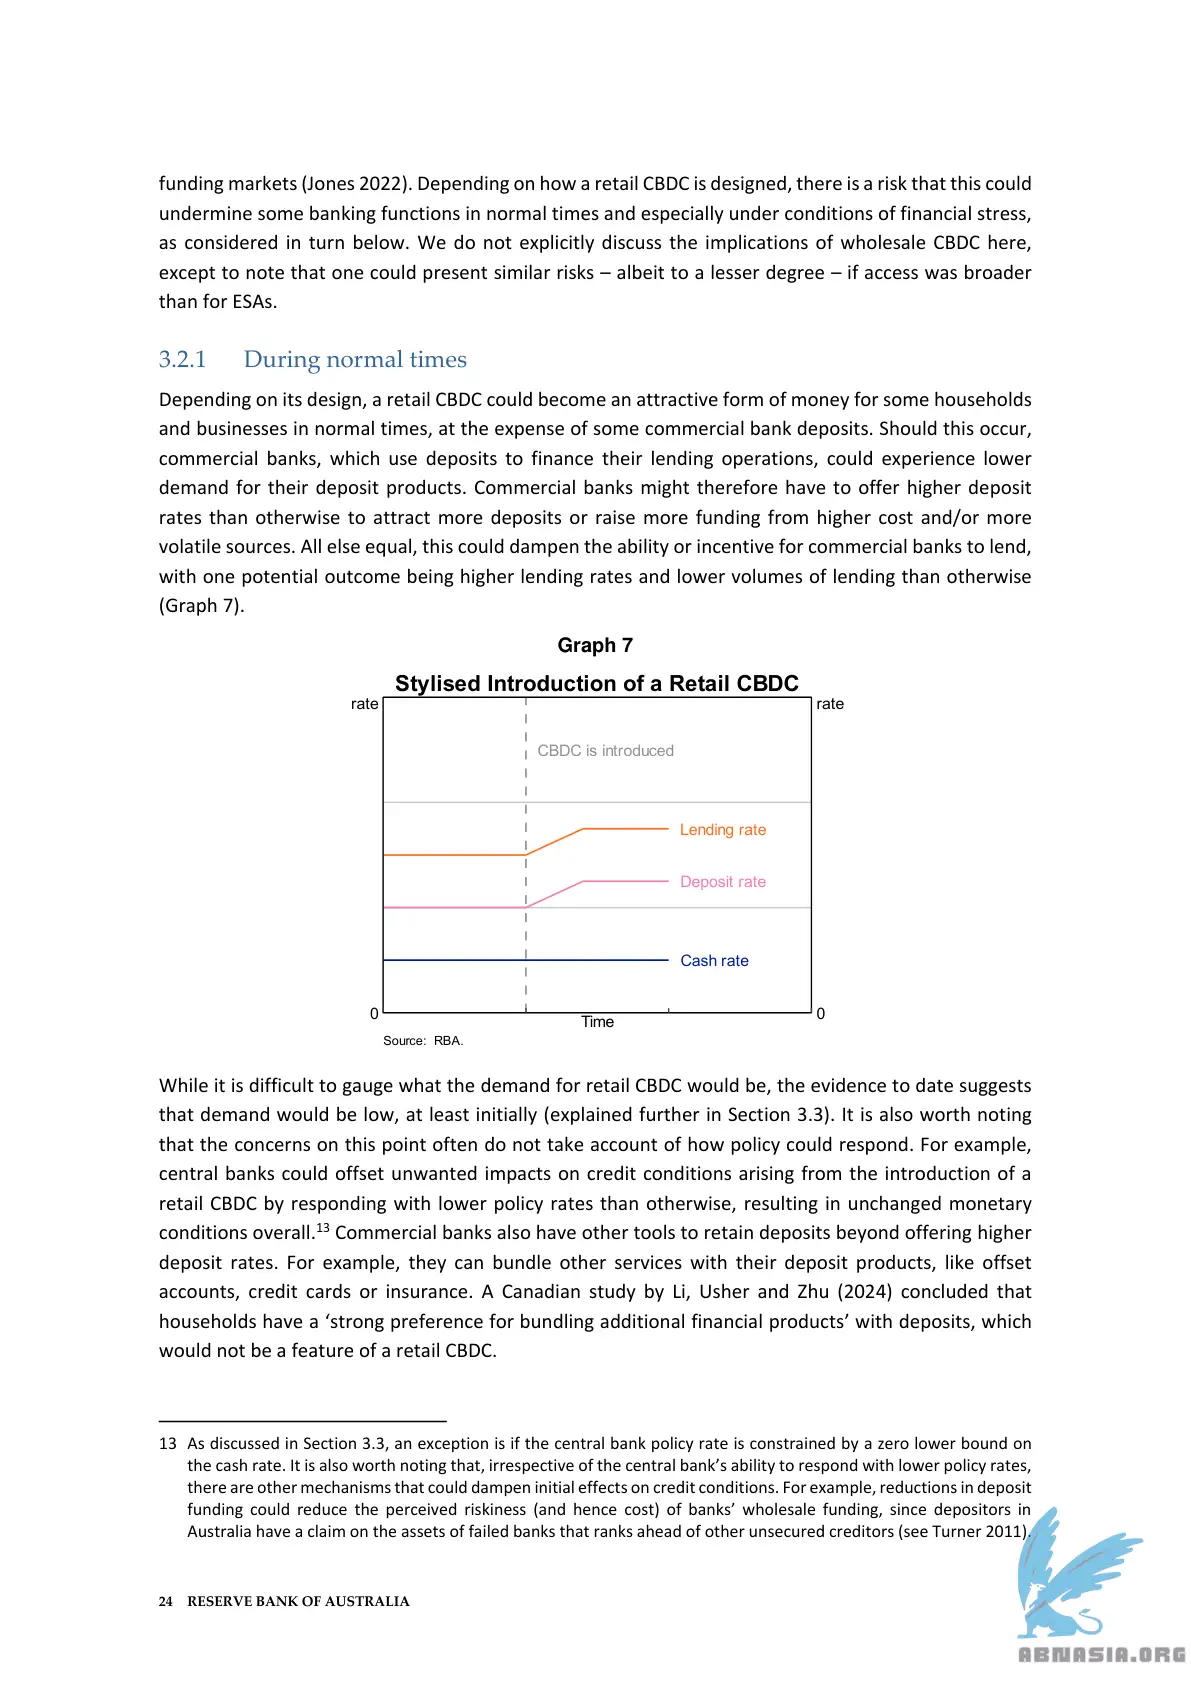 funding markets (Jones 2022). Depending on how a retail CBDC is designed, there is a risk that this could
undermine some banking functions in normal times and especially under conditions of financial stress,
as considered in turn below. We do not explicitly discuss the implications of wholesale CBDC here,
except to note that one could present similar risks – albeit to a lesser degree – if access was broader
than for ESAs.
3.2.1 During normal times
Depending on its design, a retail CBDC could become an attractive form of money for some households
and businesses in normal times, at the expense of some commercial bank deposits. Should this occur,
commercial banks, which use deposits to finance their lending operations, could experience lower
demand for their deposit products. Commercial banks might therefore have to offer higher deposit
rates than otherwise to attract more deposits or raise more funding from higher cost and/or more
volatile sources. All else equal, this could dampen the ability or incentive for commercial banks to lend,
with one potential outcome being higher lending rates and lower volumes of lending than otherwise
(Graph 7).
Graph 7
Stylised Introduction of a Retail CBDC
rate rate
CBDC is introduced
Lending rate
Deposit rate
Cash rate
0 0
Time
Source: RBA.
While it is difficult to gauge what the demand for retail CBDC would be, the evidence to date suggests
that demand would be low, at least initially (explained further in Section 3.3). It is also worth noting
that the concerns on this point often do not take account of how policy could respond. For example,
central banks could offset unwanted impacts on credit conditions arising from the introduction of a
retail CBDC by responding with lower policy rates than otherwise, resulting in unchanged monetary
conditions overall.13 Commercial banks also have other tools to retain deposits beyond offering higher
deposit rates. For example, they can bundle other services with their deposit products, like offset
accounts, credit cards or insurance. A Canadian study by Li, Usher and Zhu (2024) concluded that
households have a ‘strong preference for bundling additional financial products’ with deposits, which
would not be a feature of a retail CBDC.
13 As discussed in Section 3.3, an exception is if the central bank policy rate is constrained by a zero lower bound on
the cash rate. It is also worth noting that, irrespective of the central bank’s ability to respond with lower policy rates,
there are other mechanisms that could dampen initial effects on credit conditions. For example, reductions in deposit
funding could reduce the perceived riskiness (and hence cost) of banks’ wholesale funding, since depositors in
Australia have a claim on the assets of failed banks that ranks ahead of other unsecured creditors (see Turner 2011).
24 RESERVE BANK OF AUSTRALIA
ABNASIA.ORG